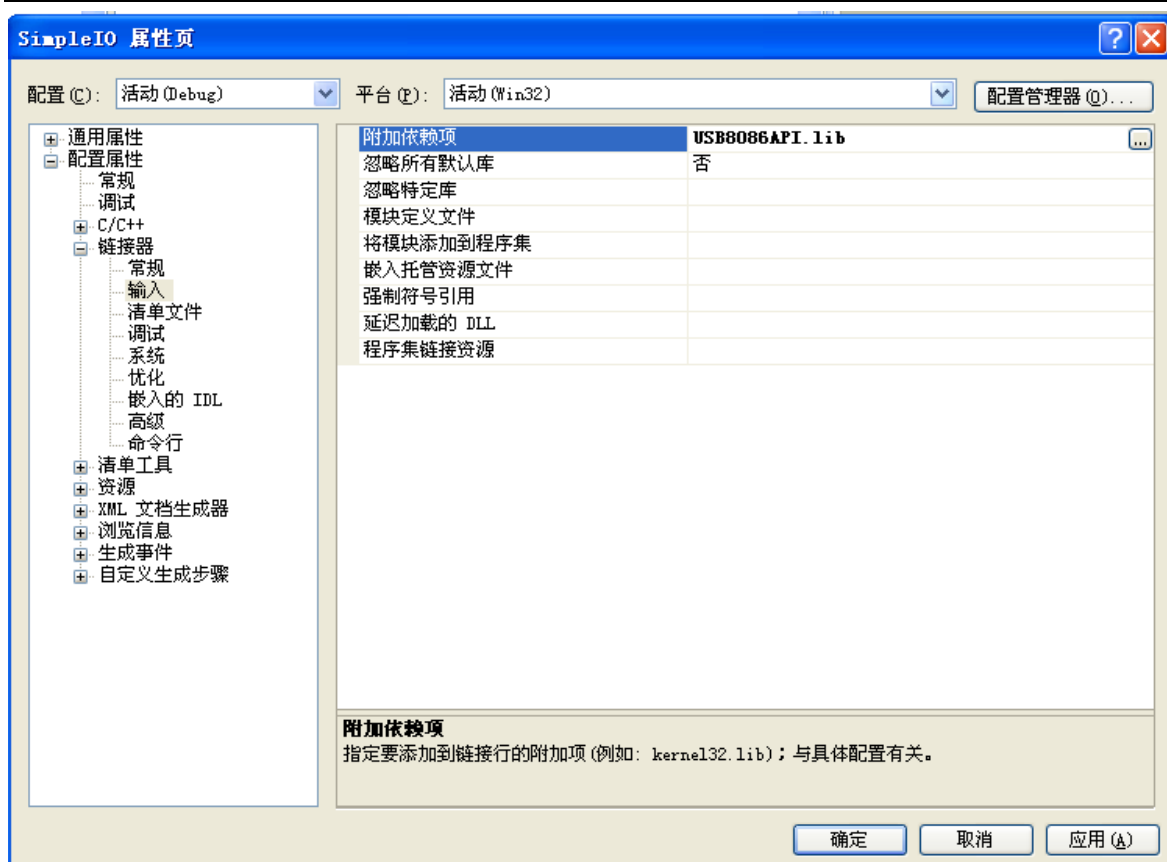 SimpleIO 属性页
配置(C): 活动(Debug) 平台(P): 活动(Win32) 配置管理器(O)...
通用属性
配置属性
常规
调试
C/C++
链接器
常规
输入
清单文件
调试
系统
优化
嵌入的 IDL
高级
命令行
清单工具
资源
XML 文档生成器
浏览信息
生成事件
自定义生成步骤
附加依赖项 USB8086API.lib ...
忽略所有默认库 否
忽略特定库
模块定义文件
将模块添加到程序集
嵌入托管资源文件
强制符号引用
延迟加载的 DLL
程序集链接资源
附加依赖项
指定要添加到链接行的附加项(例如: kernel32.lib)；与具体配置有关。
确定 取消 应用(A)